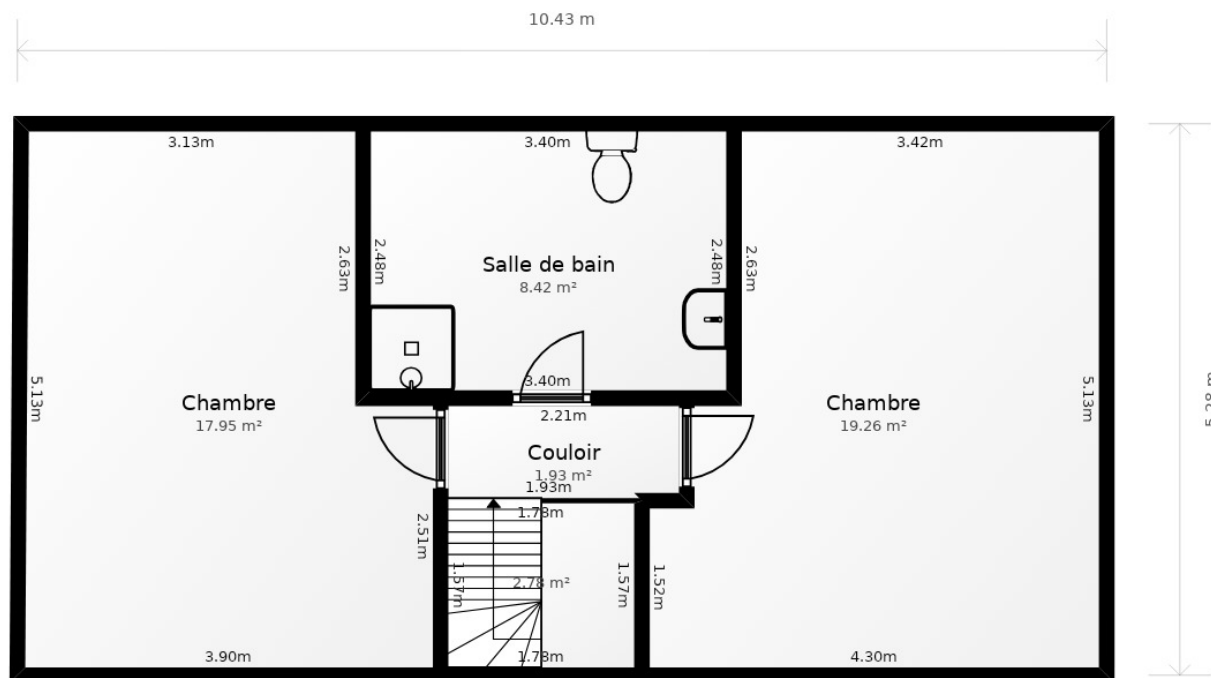 10.43 m
3.13m
3.40m
3.42m
2.63m
2.48m
2.48m
2.63m
Salle de bain
8.42 m²
5.13m
3.40m
5.13m
5.28 m
Chambre
17.95 m²
2.21m
Chambre
19.26 m²
Couloir
1.93 m²
1.93m
1.78m
2.51m
1.57m
2.78 m²
1.57m
1.52m
3.90m
1.78m
4.30m